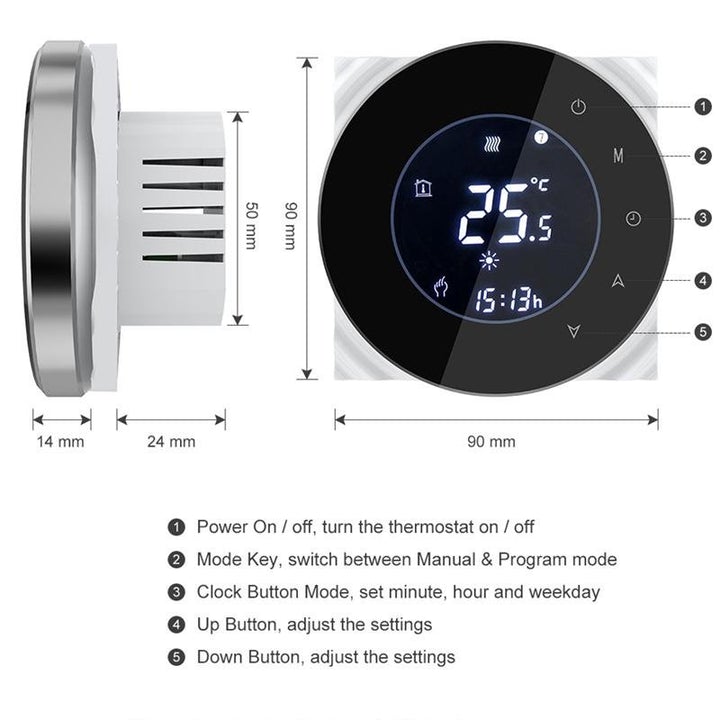 7
°C
25.5
15:13h
M
1
2
3
4
5
50 mm
90 mm
14 mm
24 mm
90 mm
1 Power On / off, turn the thermostat on / off
2 Mode Key, switch between Manual & Program mode
3 Clock Button Mode, set minute, hour and weekday
4 Up Button, adjust the settings
5 Down Button, adjust the settings